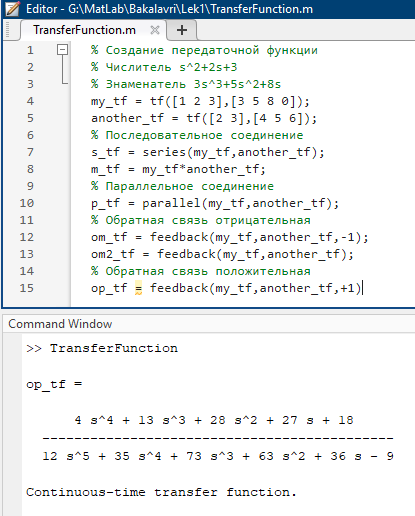 Editor - G:\MatLab\Bakalavri\Lek1\TransferFunction.m
TransferFunction.m
1 % Создание передаточной функции
2 % Числитель s^2+2s+3
3 % Знаменатель 3s^3+5s^2+8s
4 my_tf = tf([1 2 3],[3 5 8 0]);
5 another_tf = tf([2 3],[4 5 6]);
6 % Последовательное соединение
7 s_tf = series(my_tf,another_tf);
8 m_tf = my_tf*another_tf;
9 % Параллельное соединение
10 p_tf = parallel(my_tf,another_tf);
11 % Обратная связь отрицательная
12 om_tf = feedback(my_tf,another_tf,-1);
13 om2_tf = feedback(my_tf,another_tf);
14 % Обратная связь положительная
15 op_tf = feedback(my_tf,another_tf,+1)
Command Window
>> TransferFunction
op_tf =
4 s^4 + 13 s^3 + 28 s^2 + 27 s + 18
---------------------------------------------
12 s^5 + 35 s^4 + 73 s^3 + 63 s^2 + 36 s - 9
Continuous-time transfer function.